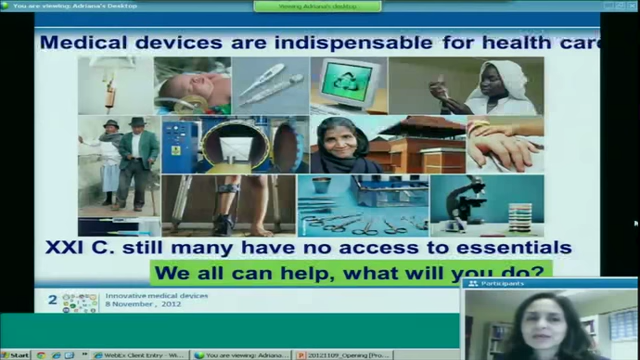 You are viewing: Adriana's Desktop
Viewing Adriana's desktop
Medical devices are indispensable for health care
XXI C. still many have no access to essentials
We all can help, what will you do?
Participants
2
Innovative medical devices
8 November , 2012
Start
WebEx Client Entry - Wi...
You are viewing: Adriana...
20121109_Opening [Pro...